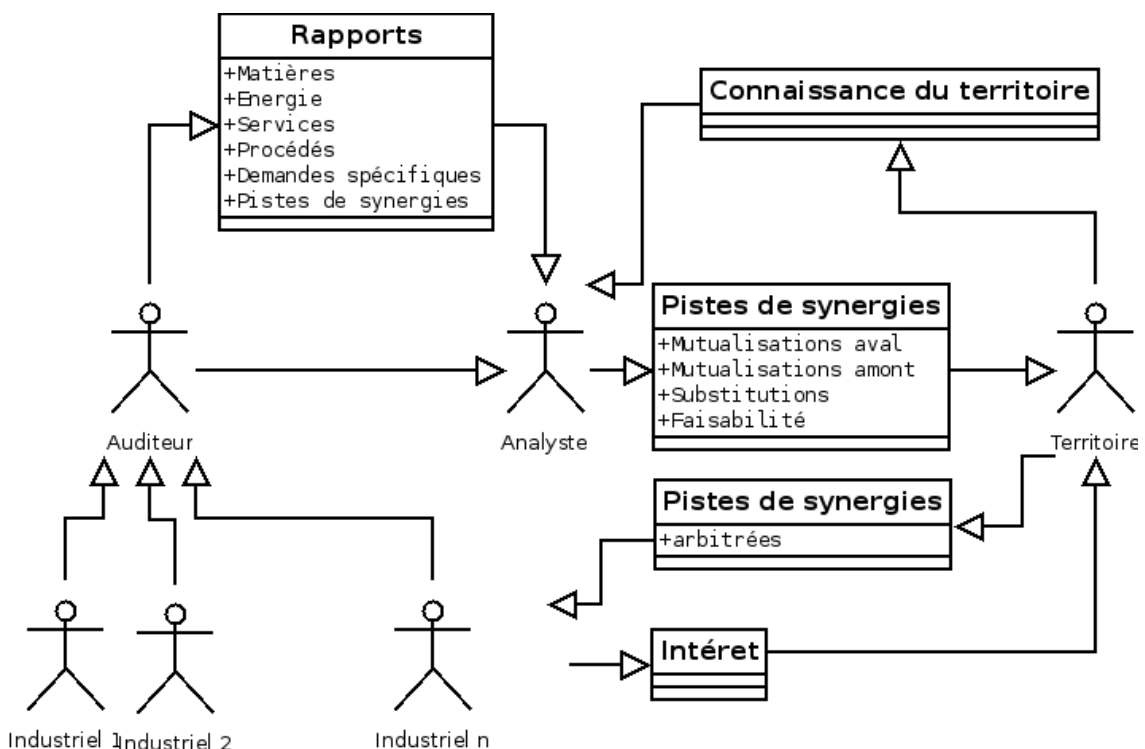 Rapports
+Matières
+Energie
+Services
+Procédés
+Demandes spécifiques
+Pistes de synergies
Connaissance du territoire
Pistes de synergies
+Mutualisations aval
+Mutualisations amont
+Substitutions
+Faisabilité
Auditeur
Analyste
Territoire
Pistes de synergies
+arbitrées
Intéret
Industriel 1
Industriel 2
Industriel n